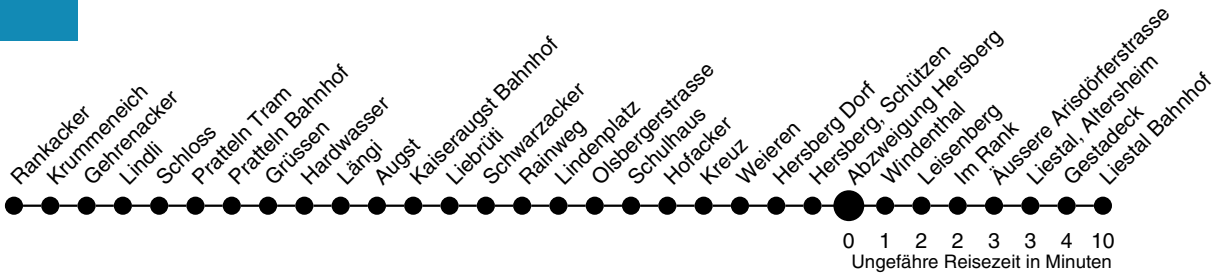 Rankacker
Krummeneich
Gehrenacker
Lindli
Schloss
Pratteln Tram
Pratteln Bahnhof
Grüssen
Hardwasser
Längi
Augst
Kaiseraugst Bahnhof
Liebrüti
Schwarzacker
Rainweg
Lindenplatz
Olsbergerstrasse
Schulhaus
Hofacker
Kreuz
Weieren
Hersberg Dorf
Hersberg, Schützen
Abzweigung Hersberg
Windenthal
Leisenberg
Im Rank
Äussere Arisdörferstrasse
Liestal, Altersheim
Gestadeck
Liestal Bahnhof
0 1 2 2 3 3 4 10
Ungefähre Reisezeit in Minuten